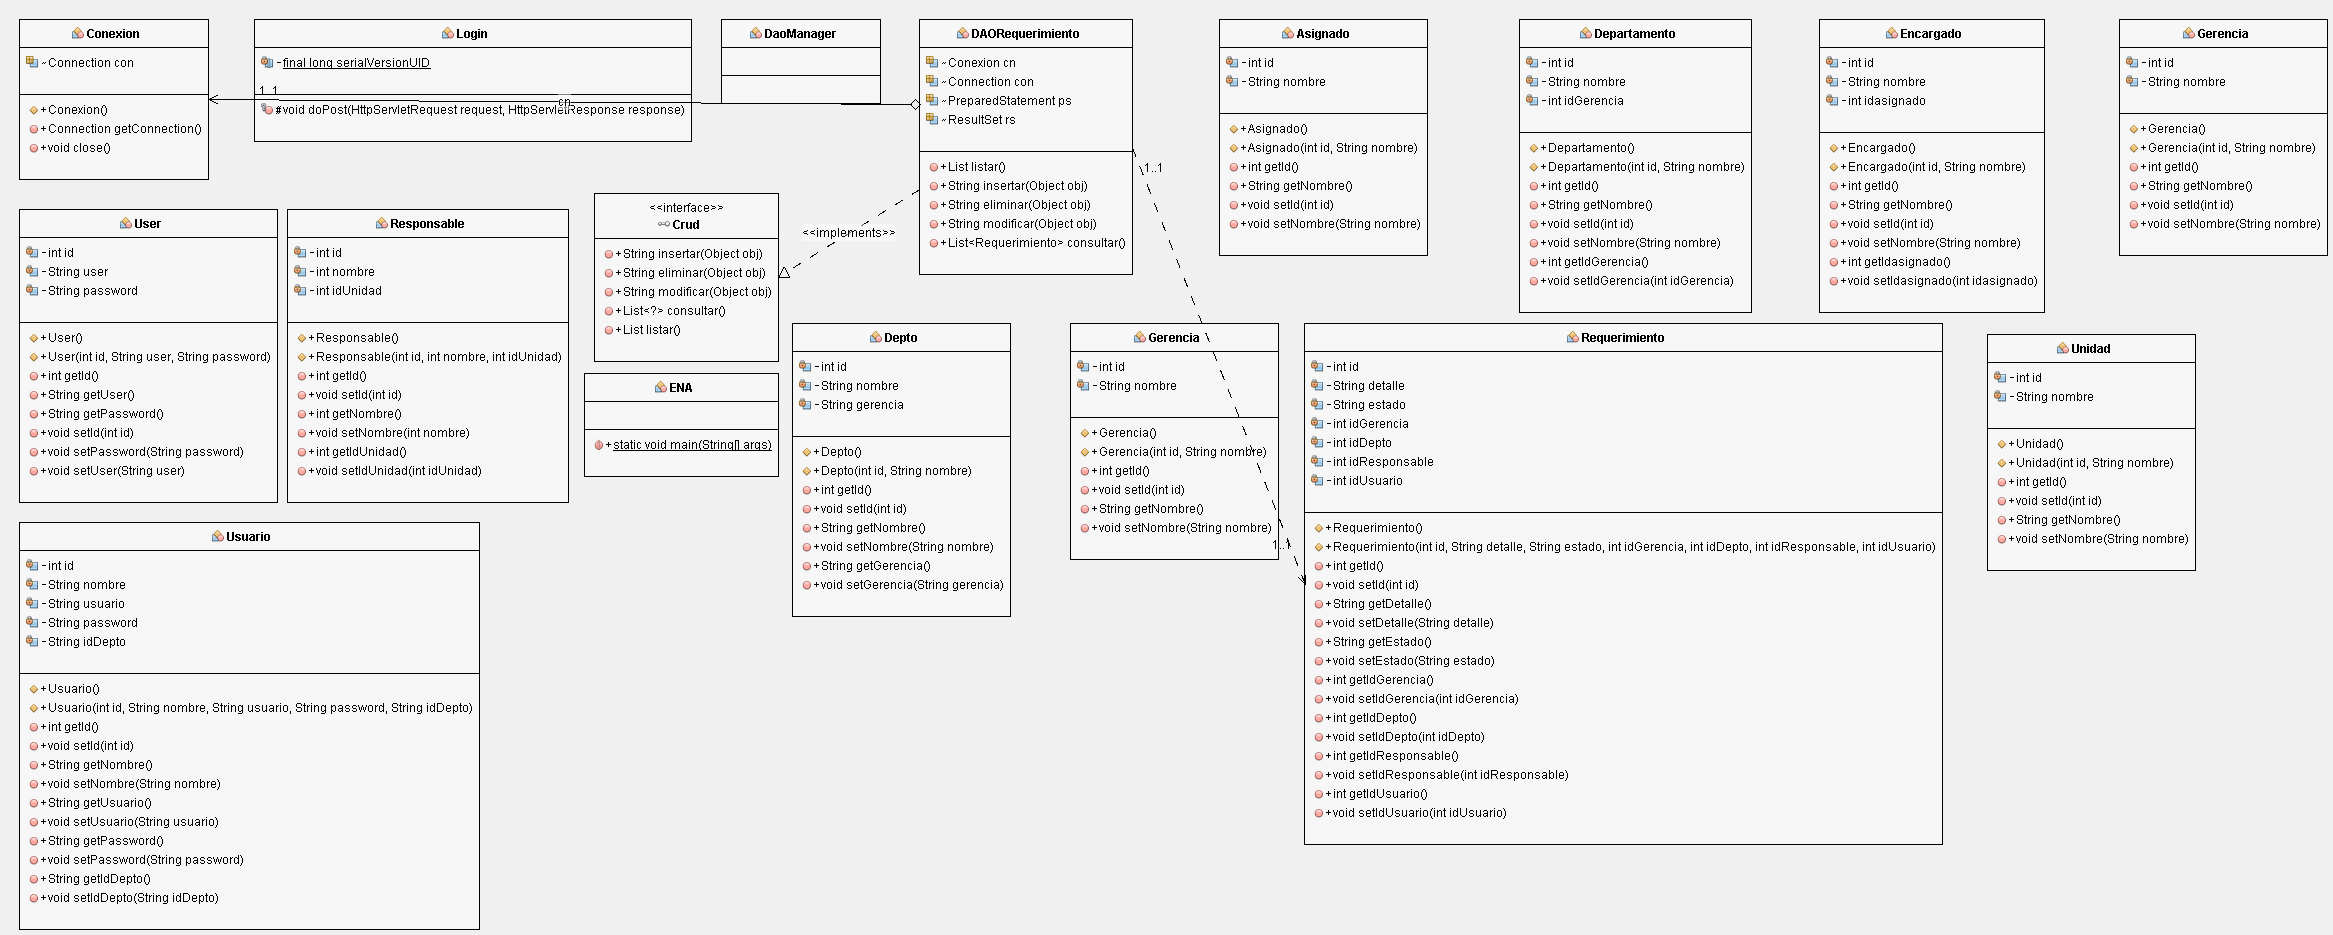 Conexion
~Connection con
+Conexion()
+Connection getConnection()
+void close()
Login
-final long serialVersionUID
#void doPost(HttpServletRequest request, HttpServletResponse response)
1..1
cn
DaoManager
DAORequerimiento
~Conexion cn
~Connection con
~PreparedStatement ps
~ResultSet rs
+List listar()
+String insertar(Object obj)
+String eliminar(Object obj)
+String modificar(Object obj)
+List<Requerimiento> consultar()
1..1
Asignado
-int id
-String nombre
+Asignado()
+Asignado(int id, String nombre)
+int getId()
+String getNombre()
+void setId(int id)
+void setNombre(String nombre)
Departamento
-int id
-String nombre
-int idGerencia
+Departamento()
+Departamento(int id, String nombre)
+int getId()
+String getNombre()
+void setId(int id)
+void setNombre(String nombre)
+int getIdGerencia()
+void setIdGerencia(int idGerencia)
Encargado
-int id
-String nombre
-int idasignado
+Encargado()
+Encargado(int id, String nombre)
+int getId()
+String getNombre()
+void setId(int id)
+void setNombre(String nombre)
+int getIdasignado()
+void setIdasignado(int idasignado)
Gerencia
-int id
-String nombre
+Gerencia()
+Gerencia(int id, String nombre)
+int getId()
+String getNombre()
+void setId(int id)
+void setNombre(String nombre)
User
-int id
-String user
-String password
+User()
+User(int id, String user, String password)
+int getId()
+String getUser()
+String getPassword()
+void setId(int id)
+void setPassword(String password)
+void setUser(String user)
Responsable
-int id
-int nombre
-int idUnidad
+Responsable()
+Responsable(int id, int nombre, int idUnidad)
+int getId()
+void setId(int id)
+int getNombre()
+void setNombre(int nombre)
+int getIdUnidad()
+void setIdUnidad(int idUnidad)
<<interface>>
Crud
+String insertar(Object obj)
+String eliminar(Object obj)
+String modificar(Object obj)
+List<?> consultar()
+List listar()
<<implements>>
ENA
+static void main(String[] args)
Depto
-int id
-String nombre
-String gerencia
+Depto()
+Depto(int id, String nombre)
+int getId()
+void setId(int id)
+String getNombre()
+void setNombre(String nombre)
+String getGerencia()
+void setGerencia(String gerencia)
Gerencia
-int id
-String nombre
+Gerencia()
+Gerencia(int id, String nombre)
+int getId()
+void setId(int id)
+String getNombre()
+void setNombre(String nombre)
1..1
Requerimiento
-int id
-String detalle
-String estado
-int idGerencia
-int idDepto
-int idResponsable
-int idUsuario
+Requerimiento()
+Requerimiento(int id, String detalle, String estado, int idGerencia, int idDepto, int idResponsable, int idUsuario)
+int getId()
+void setId(int id)
+String getDetalle()
+void setDetalle(String detalle)
+String getEstado()
+void setEstado(String estado)
+int getIdGerencia()
+void setIdGerencia(int idGerencia)
+int getIdDepto()
+void setIdDepto(int idDepto)
+int getIdResponsable()
+void setIdResponsable(int idResponsable)
+int getIdUsuario()
+void setIdUsuario(int idUsuario)
Unidad
-int id
-String nombre
+Unidad()
+Unidad(int id, String nombre)
+int getId()
+void setId(int id)
+String getNombre()
+void setNombre(String nombre)
Usuario
-int id
-String nombre
-String usuario
-String password
-String idDepto
+Usuario()
+Usuario(int id, String nombre, String usuario, String password, String idDepto)
+int getId()
+void setId(int id)
+String getNombre()
+void setNombre(String nombre)
+String getUsuario()
+void setUsuario(String usuario)
+String getPassword()
+void setPassword(String password)
+String getIdDepto()
+void setIdDepto(String idDepto)